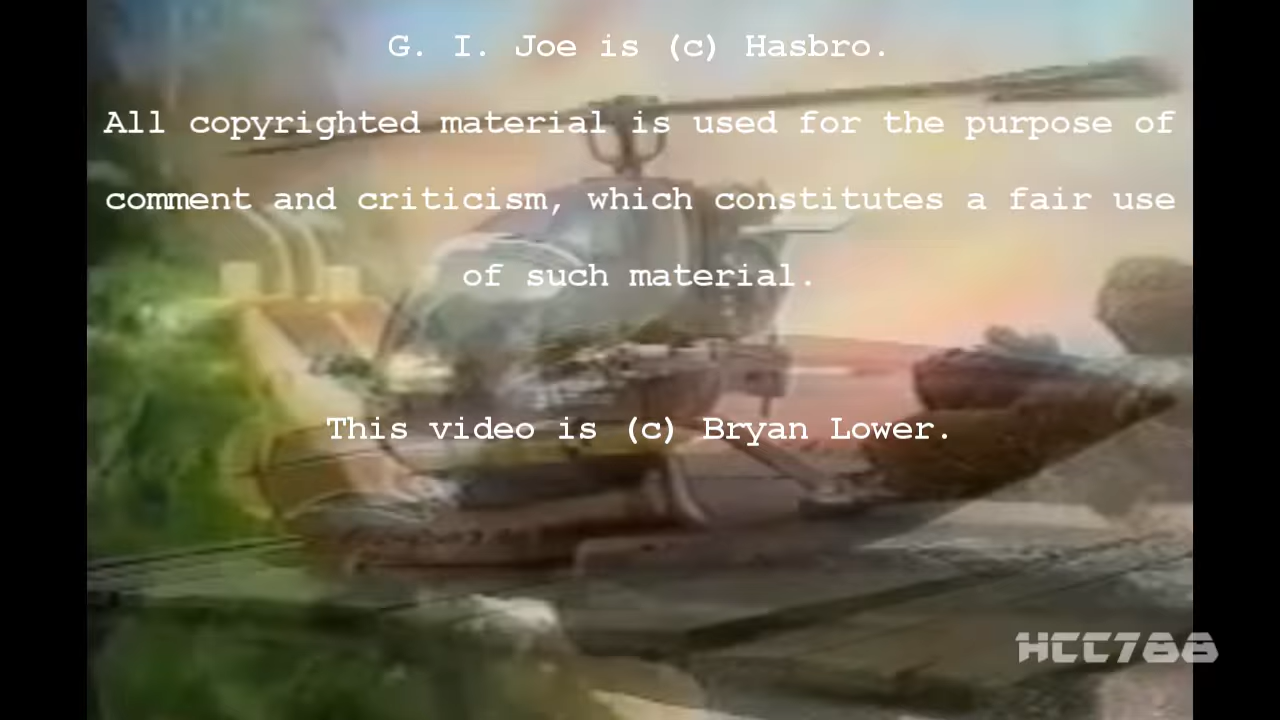 G. I. Joe is (c) Hasbro.
All copyrighted material is used for the purpose of
comment and criticism, which constitutes a fair use
of such material.
This video is (c) Bryan Lower.
HCC788